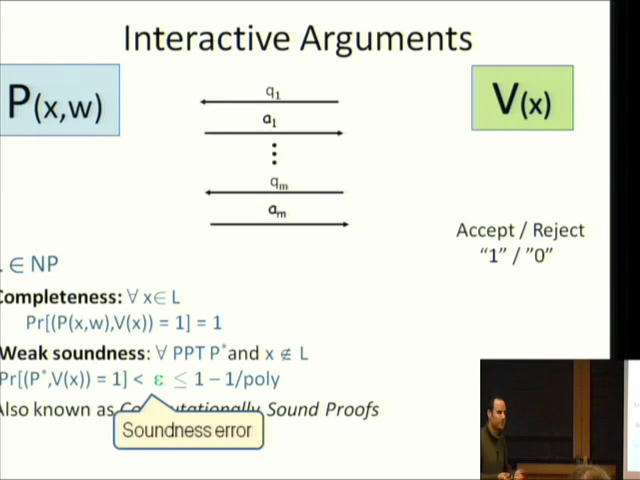 Interactive Arguments
P(x,w)
q1
V(x)
a1
⋮
qm
am
Accept / Reject
"1" / "0"
∈ NP
Completeness: ∀ x∈ L
Pr[(P(x,w),V(x)) = 1] = 1
Weak soundness: ∀ PPT P* and x ∉ L
Pr[(P*,V(x)) = 1] < ε ≤ 1 – 1/poly
Also known as Computationally Sound Proofs
Soundness error